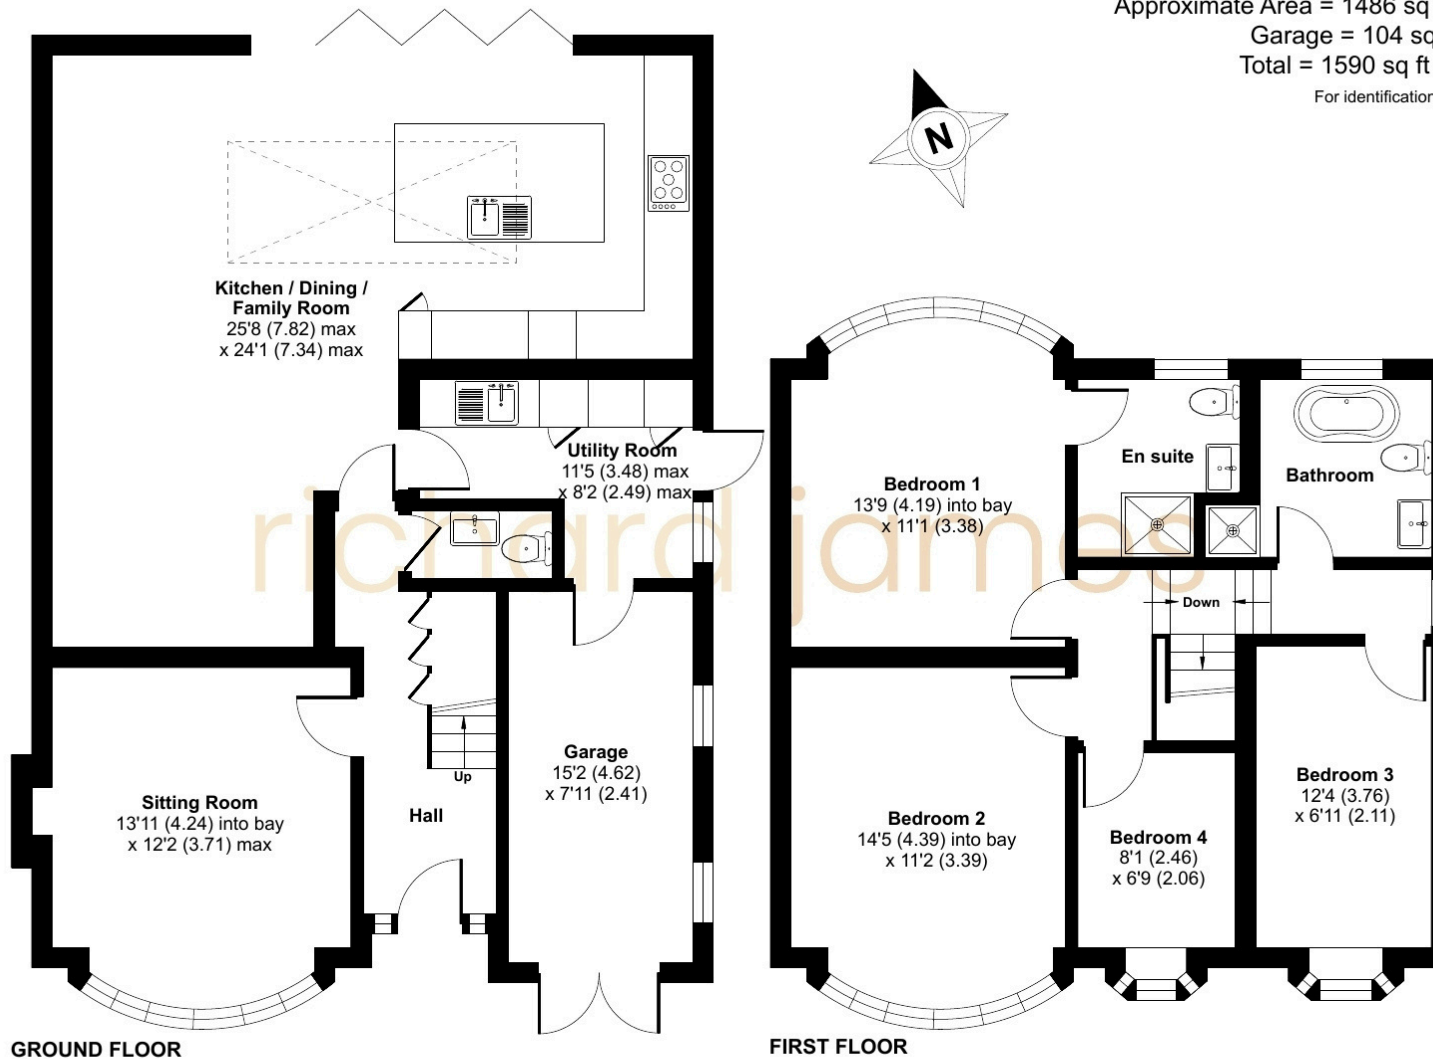 Approximate Area = 1486 sq
Garage = 104 sq
Total = 1590 sq ft
For identification
N
Kitchen / Dining /
Family Room
25'8 (7.82) max
x 24'1 (7.34) max
Utility Room
11'5 (3.48) max
x 8'2 (2.49) max
Bedroom 1
13'9 (4.19) into bay
x 11'1 (3.38)
En suite
Bathroom
richard james
Down
Garage
15'2 (4.62)
x 7'11 (2.41)
Up
Hall
Sitting Room
13'11 (4.24) into bay
x 12'2 (3.71) max
Bedroom 2
14'5 (4.39) into bay
x 11'2 (3.39)
Bedroom 4
8'1 (2.46)
x 6'9 (2.06)
Bedroom 3
12'4 (3.76)
x 6'11 (2.11)
GROUND FLOOR
FIRST FLOOR